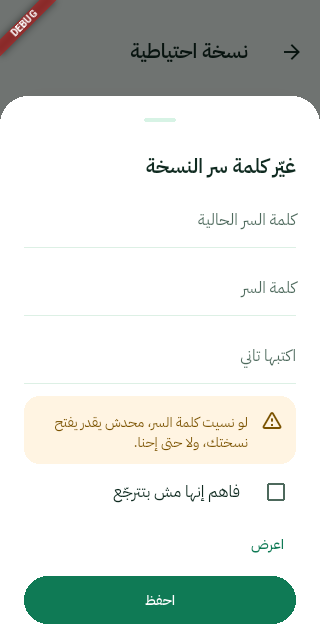 DEBUG
نسخة احتياطية
غيّر كلمة سر النسخة
كلمة السر الحالية
كلمة السر
اكتبها تاني
لو نسيت كلمة السر، محدش يقدر يفتح
نسختك، ولا حتى إحنا.
فاهم إنها مش بتترجّع
اعرض
احفظ